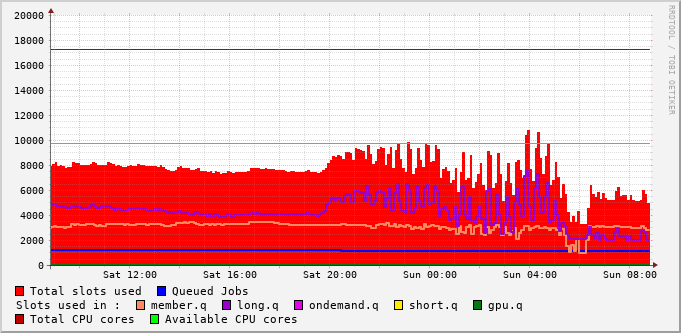 20000
18000
16000
14000
12000
10000
8000
6000
4000
2000
0
Sat 12:00 Sat 16:00 Sat 20:00 Sun 00:00 Sun 04:00 Sun 08:00
RRDTOOL / TOBI OETIKER
Total slots used Queued Jobs
Slots used in : member.q long.q ondemand.q short.q gpu.q
Total CPU cores Available CPU cores